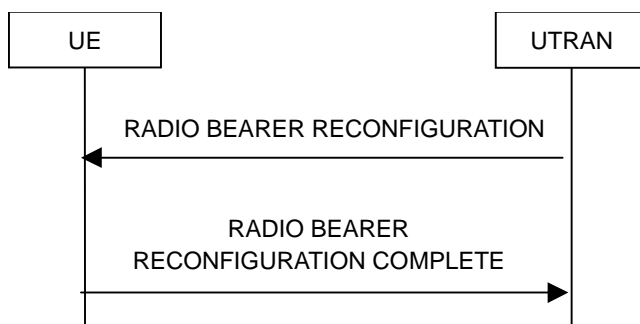 UE
UTRAN
RADIO BEARER RECONFIGURATION
RADIO BEARER
RECONFIGURATION COMPLETE